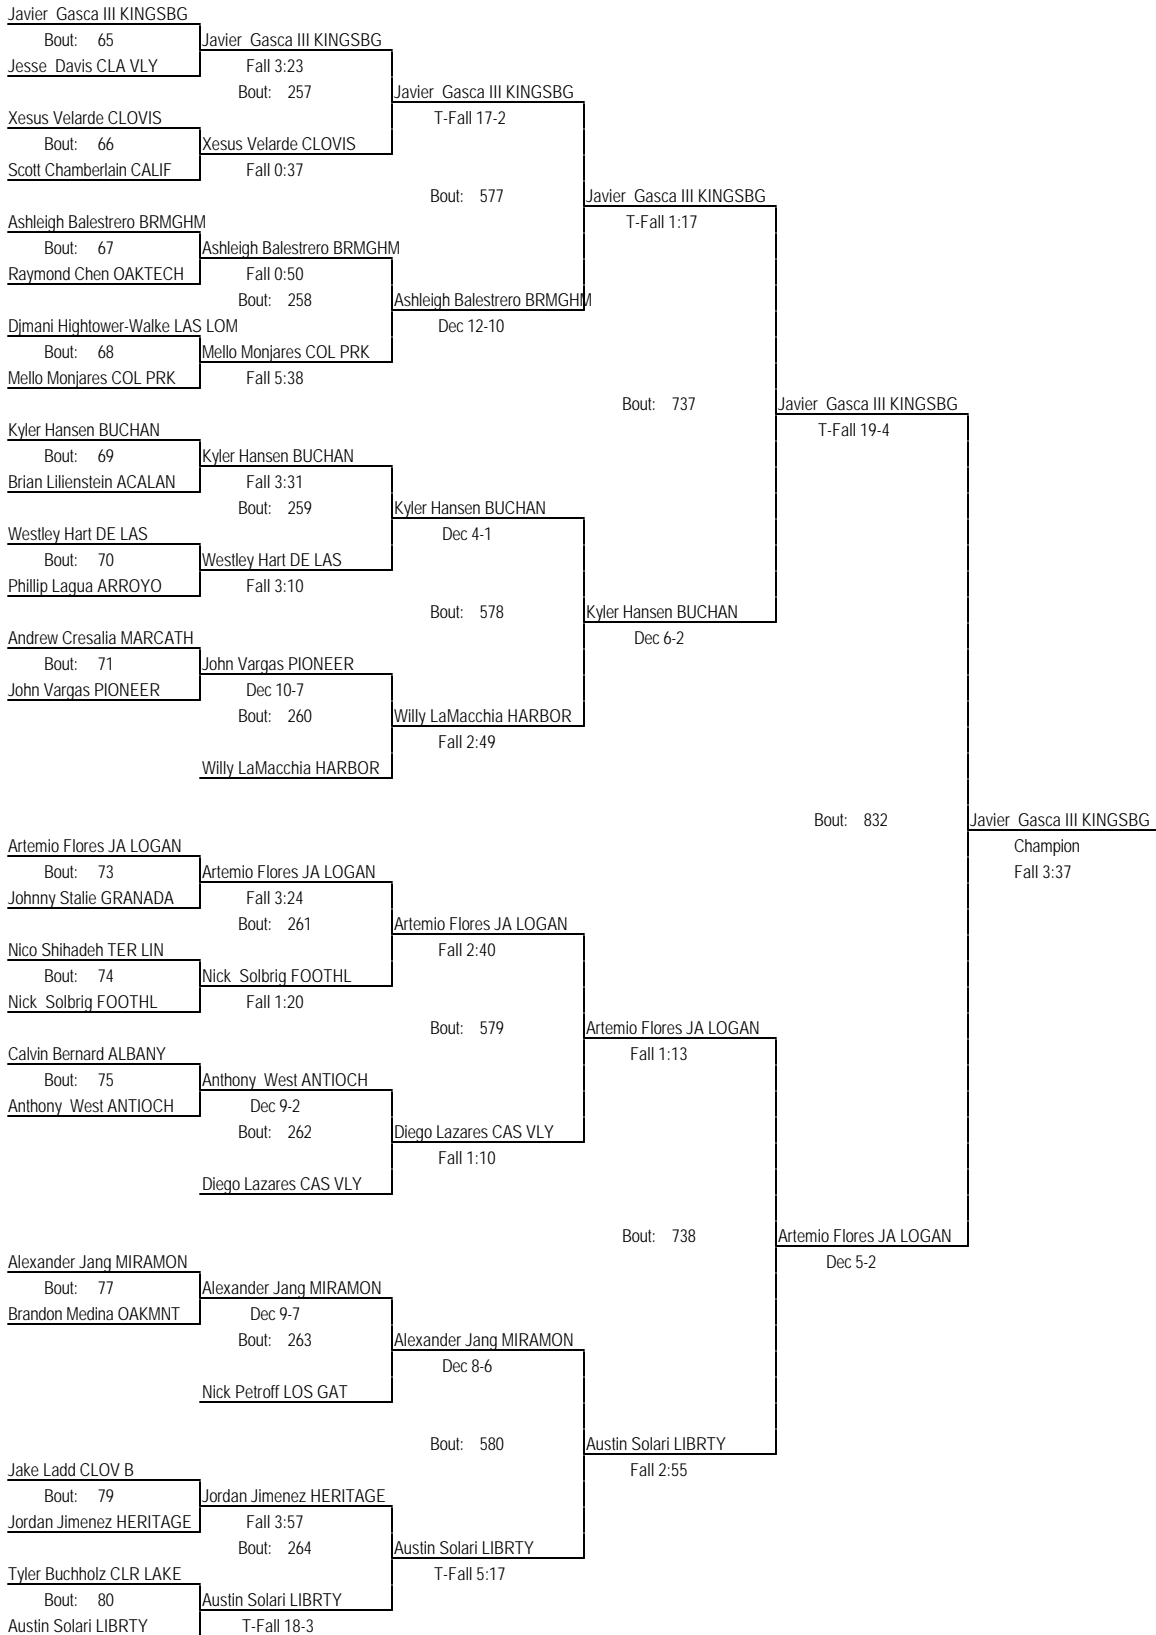 Javier Gasca III KINGSBG
Bout: 65
Javier Gasca III KINGSBG
Jesse Davis CLA VLY
Fall 3:23
Bout: 257
Javier Gasca III KINGSBG
Xesus Velarde CLOVIS
T-Fall 17-2
Bout: 66
Xesus Velarde CLOVIS
Scott Chamberlain CALIF
Fall 0:37
Bout: 577
Javier Gasca III KINGSBG
Ashleigh Balestrero BRMGHM
T-Fall 1:17
Bout: 67
Ashleigh Balestrero BRMGHM
Raymond Chen OAKTECH
Fall 0:50
Bout: 258
Ashleigh Balestrero BRMGHM
Djmani Hightower-Walke LAS LOM
Dec 12-10
Bout: 68
Mello Monjares COL PRK
Mello Monjares COL PRK
Fall 5:38
Bout: 737
Javier Gasca III KINGSBG
Kyler Hansen BUCHAN
T-Fall 19-4
Bout: 69
Kyler Hansen BUCHAN
Brian Lilienstein ACALAN
Fall 3:31
Bout: 259
Kyler Hansen BUCHAN
Westley Hart DE LAS
Dec 4-1
Bout: 70
Westley Hart DE LAS
Phillip Lagua ARROYO
Fall 3:10
Bout: 578
Kyler Hansen BUCHAN
Andrew Cresalia MARCATH
Dec 6-2
Bout: 71
John Vargas PIONEER
John Vargas PIONEER
Dec 10-7
Bout: 260
Willy LaMacchia HARBOR
Fall 2:49
Willy LaMacchia HARBOR
Bout: 832
Javier Gasca III KINGSBG
Artemio Flores JA LOGAN
Champion
Bout: 73
Artemio Flores JA LOGAN
Fall 3:37
Johnny Stalie GRANADA
Fall 3:24
Bout: 261
Artemio Flores JA LOGAN
Nico Shihadeh TER LIN
Fall 2:40
Bout: 74
Nick Solbrig FOOTHL
Nick Solbrig FOOTHL
Fall 1:20
Bout: 579
Artemio Flores JA LOGAN
Calvin Bernard ALBANY
Fall 1:13
Bout: 75
Anthony West ANTIOCH
Anthony West ANTIOCH
Dec 9-2
Bout: 262
Diego Lazares CAS VLY
Fall 1:10
Diego Lazares CAS VLY
Bout: 738
Artemio Flores JA LOGAN
Alexander Jang MIRAMON
Dec 5-2
Bout: 77
Alexander Jang MIRAMON
Brandon Medina OAKMNT
Dec 9-7
Bout: 263
Alexander Jang MIRAMON
Dec 8-6
Nick Petroff LOS GAT
Bout: 580
Austin Solari LIBRTY
Jake Ladd CLOV B
Fall 2:55
Bout: 79
Jordan Jimenez HERITAGE
Jordan Jimenez HERITAGE
Fall 3:57
Bout: 264
Austin Solari LIBRTY
Tyler Buchholz CLR LAKE
T-Fall 5:17
Bout: 80
Austin Solari LIBRTY
Austin Solari LIBRTY
T-Fall 18-3